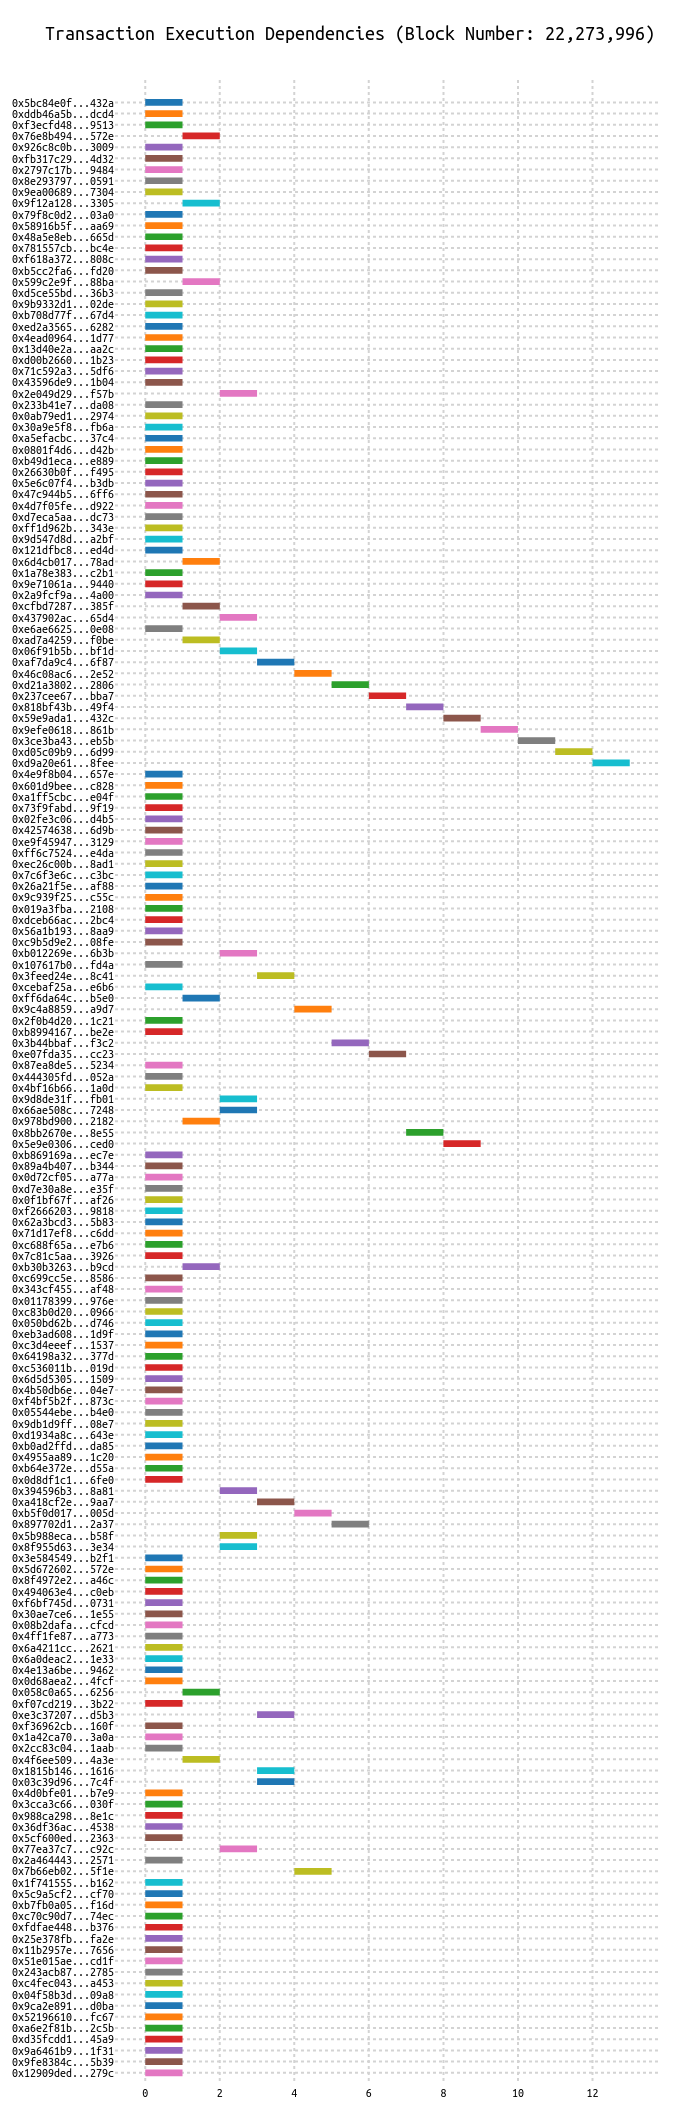 Transaction Execution Dependencies (Block Number: 22,273,996)
0x5bc84e0f...432a
0xddb46a5b...dcd4
0xf3ecfd48...9513
0x76e8b494...572e
0x926c8c0b...3009
0xfb317c29...4d32
0x2797c17b...9484
0x8e293797...0591
0x9ea00689...7304
0x9f12a128...3305
0x79f8c0d2...03a0
0x58916b5f...aa69
0x48a5e8eb...665d
0x781557cb...bc4e
0xf618a372...808c
0xb5cc2fa6...fd20
0x599c2e9f...88ba
0xd5ce55bd...36b3
0x9b9332d1...02de
0xb708d77f...67d4
0xed2a3565...6282
0x4ead0964...1d77
0x13d40e2a...aa2c
0xd00b2660...1b23
0x71c592a3...5df6
0x43596de9...1b04
0x2e049d29...f57b
0x233b41e7...da08
0x0ab79ed1...2974
0x30a9e5f8...fb6a
0xa5efacbc...37c4
0x0801f4d6...d42b
0xb49d1eca...e889
0x26630b0f...f495
0x5e6c07f4...b3db
0x47c944b5...6ff6
0x4d7f05fe...d922
0xd7eca5aa...dc73
0xff1d962b...343e
0x9d547d8d...a2bf
0x121dfbc8...ed4d
0x6d4cb017...78ad
0x1a78e383...c2b1
0x9e71061a...9440
0x2a9fcf9a...4a00
0xcfbd7287...385f
0x437902ac...65d4
0xe6ae6625...0e08
0xad7a4259...f0be
0x06f91b5b...bf1d
0xaf7da9c4...6f87
0x46c08ac6...2e52
0xd21a3802...2806
0x237cee67...bba7
0x818bf43b...49f4
0x59e9ada1...432c
0x9efe0618...861b
0x3ce3ba43...eb5b
0xd05c09b9...6d99
0xd9a20e61...8fee
0x4e9f8b04...657e
0x601d9bee...c828
0xa1ff5cbc...e04f
0x73f9fabd...9f19
0x02fe3c06...d4b5
0x42574638...6d9b
0xe9f45947...3129
0xff6c7524...e4da
0xec26c00b...8ad1
0x7c6f3e6c...c3bc
0x26a21f5e...af88
0x9c939f25...c55c
0x019a3fba...2108
0xdceb66ac...2bc4
0x56a1b193...8aa9
0xc9b5d9e2...08fe
0xb012269e...6b3b
0x107617b0...fd4a
0x3feed24e...8c41
0xcebaf25a...e6b6
0xff6da64c...b5e0
0x9c4a8859...a9d7
0x2f0b4d20...1c21
0xb8994167...be2e
0x3b44bbaf...f3c2
0xe07fda35...cc23
0x87ea8de5...5234
0x444305fd...052a
0x4bf16b66...1a0d
0x9d8de31f...fb01
0x66ae508c...7248
0x978bd900...2182
0x8bb2670e...8e55
0x5e9e0306...ced0
0xb869169a...ec7e
0x89a4b407...b344
0x0d72cf05...a77a
0xd7e30a8e...e35f
0x0f1bf67f...af26
0xf2666203...9818
0x62a3bcd3...5b83
0x71d17ef8...c6dd
0xc688f65a...e7b6
0x7c81c5aa...3926
0xb30b3263...b9cd
0xc699cc5e...8586
0x343cf455...af48
0x01178399...976e
0xc83b0d20...0966
0x050bd62b...d746
0xeb3ad608...1d9f
0xc3d4eeef...1537
0x64198a32...377d
0xc536011b...019d
0x6d5d5305...1509
0x4b50db6e...04e7
0xf4bf5b2f...873c
0x05544ebe...b4e0
0x9db1d9ff...08e7
0xd1934a8c...643e
0xb0ad2ffd...da85
0x4955aa89...1c20
0xb64e372e...d55a
0x0d8df1c1...6fe0
0x394596b3...8a81
0xa418cf2e...9aa7
0xb5f0d017...005d
0x897702d1...2a37
0x5b988eca...b58f
0x8f955d63...3e34
0x3e584549...b2f1
0x5d672602...572e
0x8f4972e2...a46c
0x494063e4...c0eb
0xf6bf745d...0731
0x30ae7ce6...1e55
0x08b2dafa...cfcd
0x4ff1fe87...a773
0x6a4211cc...2621
0x6a0deac2...1e33
0x4e13a6be...9462
0x0d68aea2...4fcf
0x058c0a65...6256
0xf07cd219...3b22
0xe3c37207...d5b3
0xf36962cb...160f
0x1a42ca70...3a0a
0x2cc83c04...1aab
0x4f6ee509...4a3e
0x1815b146...1616
0x03c39d96...7c4f
0x4d0bfe01...b7e9
0x3cca3c66...030f
0x988ca298...8e1c
0x36df36ac...4538
0x5cf600ed...2363
0x77ea37c7...c92c
0x2a464443...2571
0x7b66eb02...5f1e
0x1f741555...b162
0x5c9a5cf2...cf70
0xb7fb0a05...f16d
0xc70c90d7...74ec
0xfdfae448...b376
0x25e378fb...fa2e
0x11b2957e...7656
0x51e015ae...cd1f
0x243acb87...2785
0xc4fec043...a453
0x04f58b3d...09a8
0x9ca2e891...d0ba
0x52196610...fc67
0xa6e2f81b...2c5b
0xd35fcdd1...45a9
0x9a6461b9...1f31
0x9fe8384c...5b39
0x12909ded...279c
0 2 4 6 8 10 12